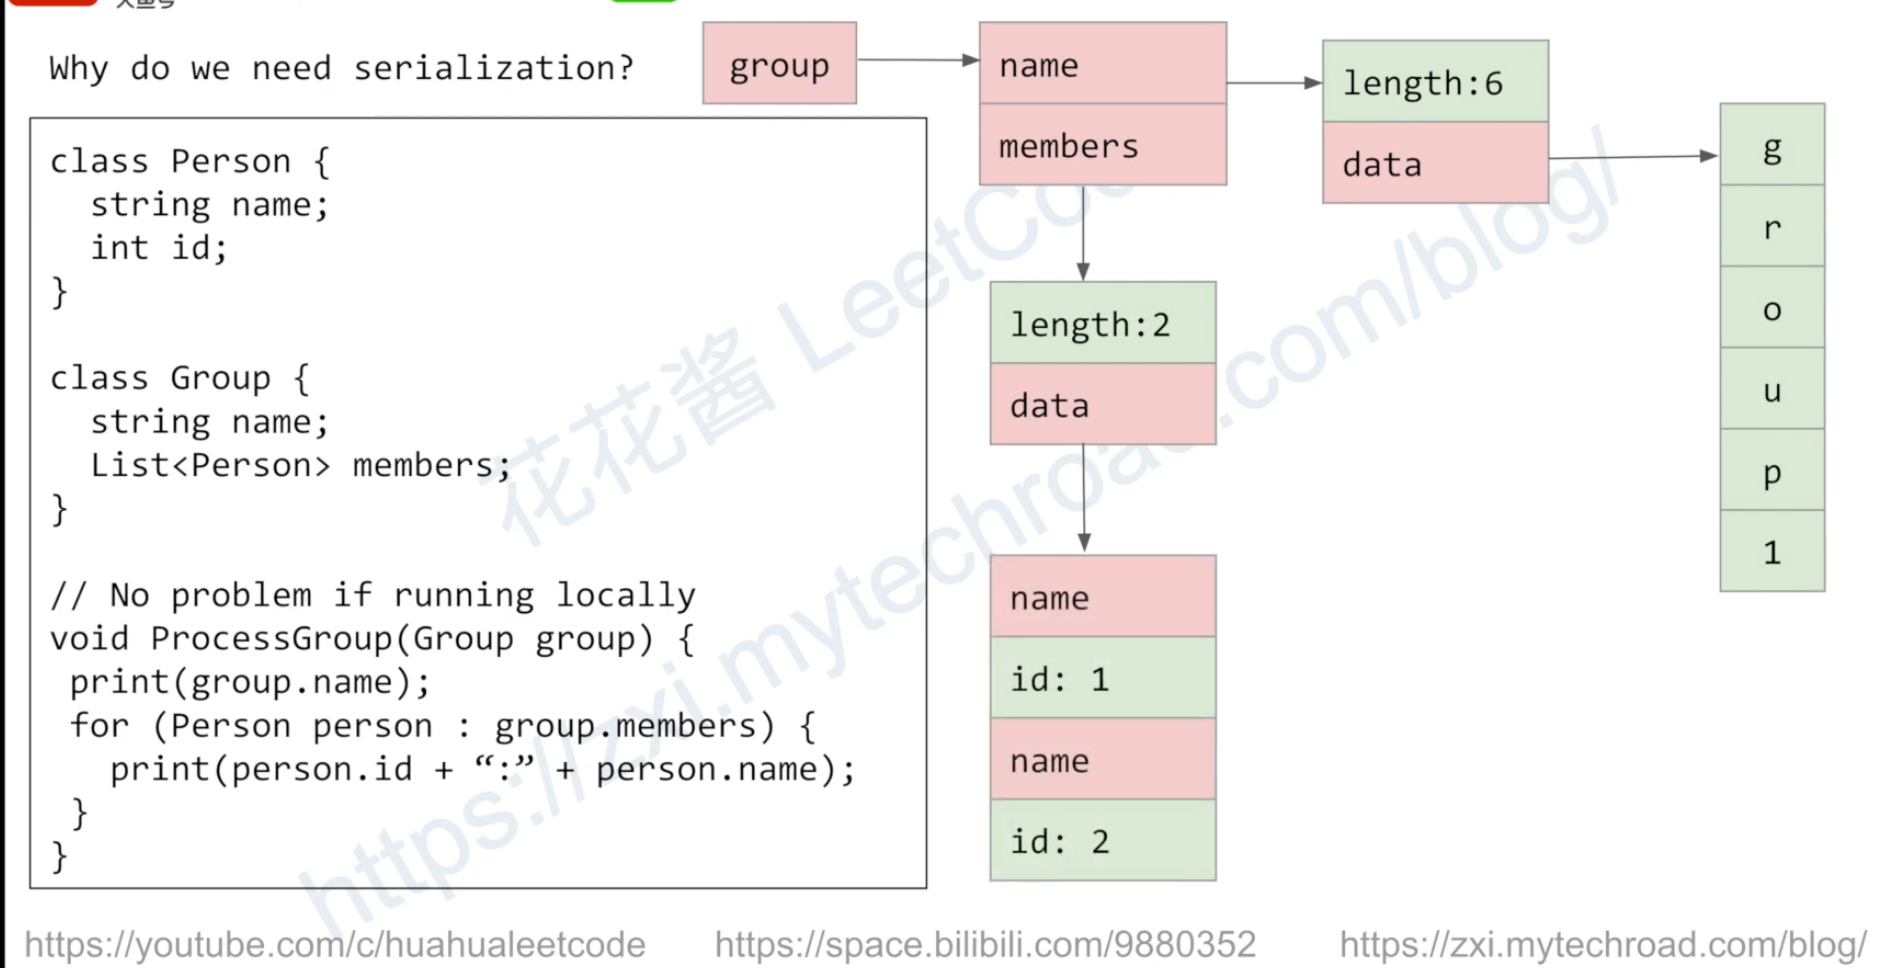 Why do we need serialization?
class Person {
string name;
int id;
}
class Group {
string name;
List<Person> members;
}
// No problem if running locally
void ProcessGroup(Group group) {
print(group.name);
for (Person person : group.members) {
print(person.id + “:” + person.name);
}
}
group
name
members
length:6
data
g
r
o
u
p
1
length:2
data
name
id: 1
name
id: 2
花花酱 LeetCo
https://zxi.mytechroad.com/blog/
https://youtube.com/c/huahualeetcode
https://space.bilibili.com/9880352
https://zxi.mytechroad.com/blog/